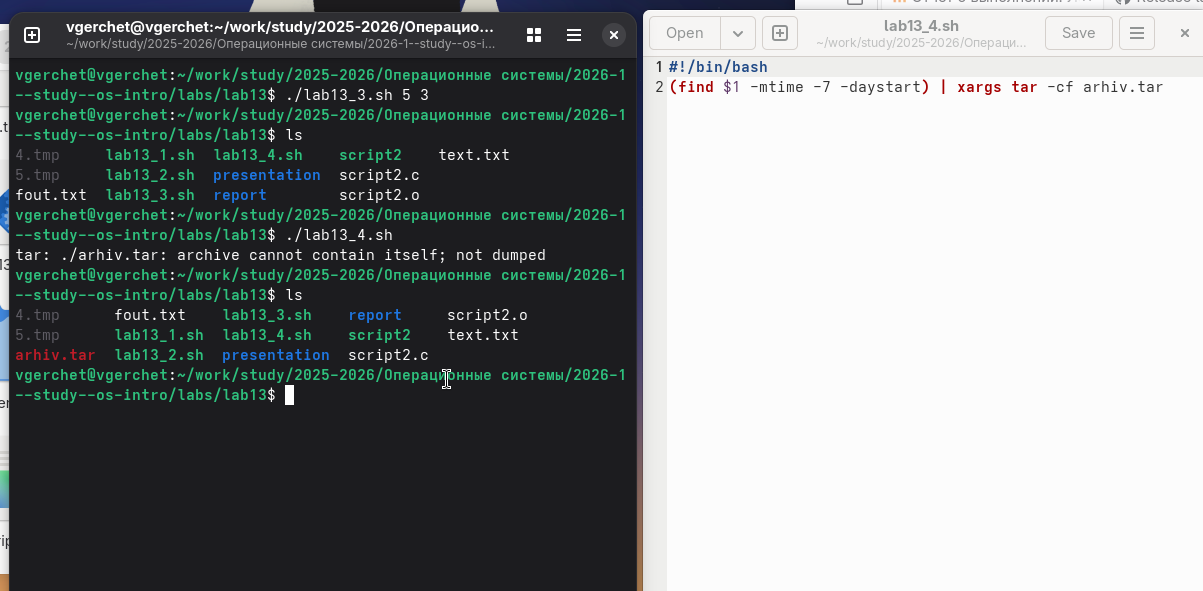 vgerchet@vgerchet:~/work/study/2025-2026/Операцио...
~/work/study/2025-2026/Операционные системы/2026-1--study--os-i...
vgerchet@vgerchet:~/work/study/2025-2026/Операционные системы/2026-1
--study--os-intro/labs/lab13$ ./lab13_3.sh 5 3
vgerchet@vgerchet:~/work/study/2025-2026/Операционные системы/2026-1
--study--os-intro/labs/lab13$ ls
4.tmp lab13_1.sh lab13_4.sh script2 text.txt
5.tmp lab13_2.sh presentation script2.c
fout.txt lab13_3.sh report script2.o
vgerchet@vgerchet:~/work/study/2025-2026/Операционные системы/2026-1
--study--os-intro/labs/lab13$ ./lab13_4.sh
tar: ./arhiv.tar: archive cannot contain itself; not dumped
vgerchet@vgerchet:~/work/study/2025-2026/Операционные системы/2026-1
--study--os-intro/labs/lab13$ ls
4.tmp fout.txt lab13_3.sh report script2.o
5.tmp lab13_1.sh lab13_4.sh script2 text.txt
arhiv.tar lab13_2.sh presentation script2.c
vgerchet@vgerchet:~/work/study/2025-2026/Операционные системы/2026-1
--study--os-intro/labs/lab13$
Open
lab13_4.sh
~/work/study/2025-2026/Операци...
Save
1 #!/bin/bash
2 (find $1 -mtime -7 -daystart) | xargs tar -cf arhiv.tar